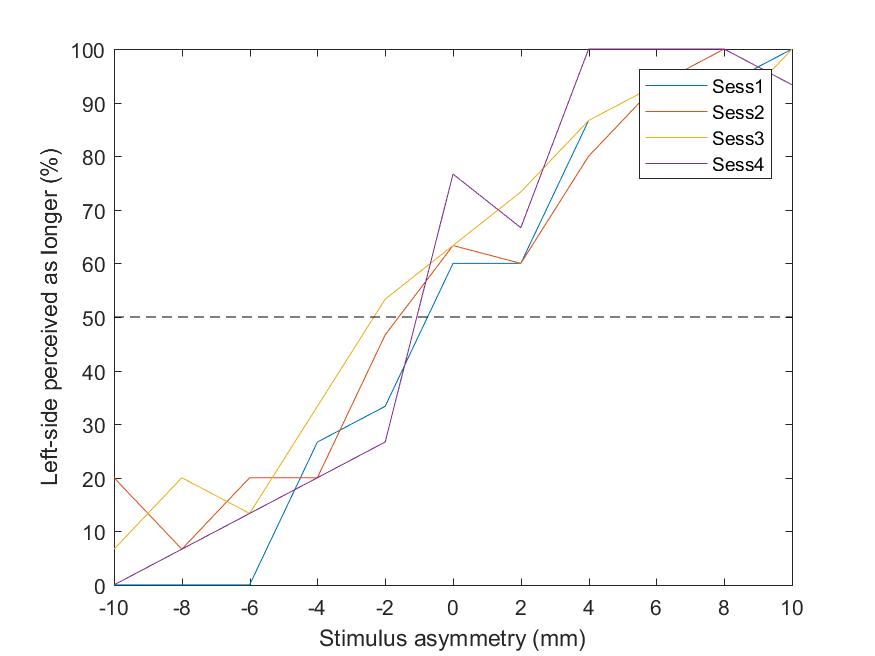 100
90
80
70
60
50
40
30
20
10
0
Left-side perceived as longer (%)
Sess1
Sess2
Sess3
Sess4
-10 -8 -6 -4 -2 0 2 4 6 8 10
Stimulus asymmetry (mm)